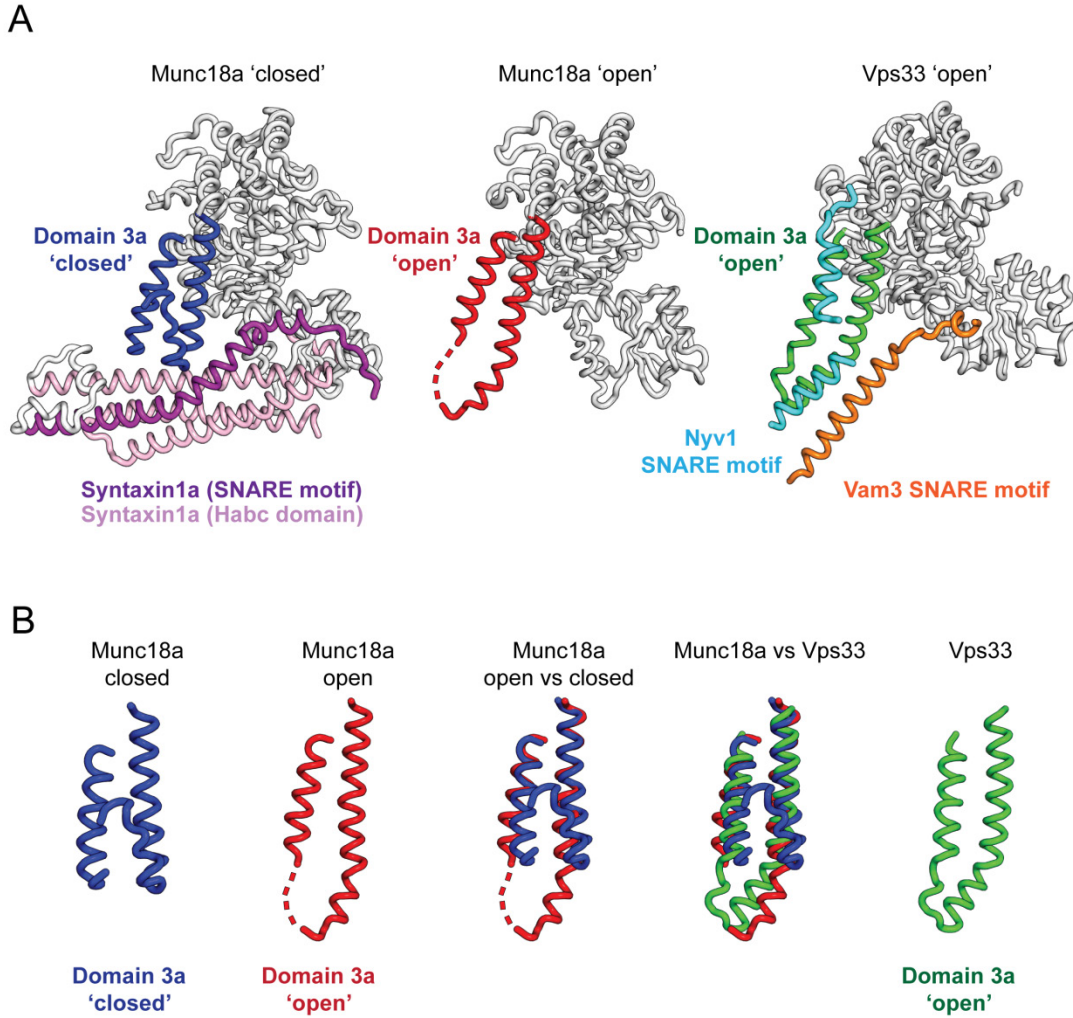 A
Munc18a ‘closed’
Munc18a ‘open’
Vps33 ‘open’
Domain 3a
‘closed’
Domain 3a
‘open’
Domain 3a
‘open’
Nyv1
SNARE motif
Vam3 SNARE motif
Syntaxin1a (SNARE motif)
Syntaxin1a (Habc domain)
B
Munc18a
closed
Munc18a
open
Munc18a
open vs closed
Munc18a vs Vps33
Vps33
Domain 3a
‘closed’
Domain 3a
‘open’
Domain 3a
‘open’